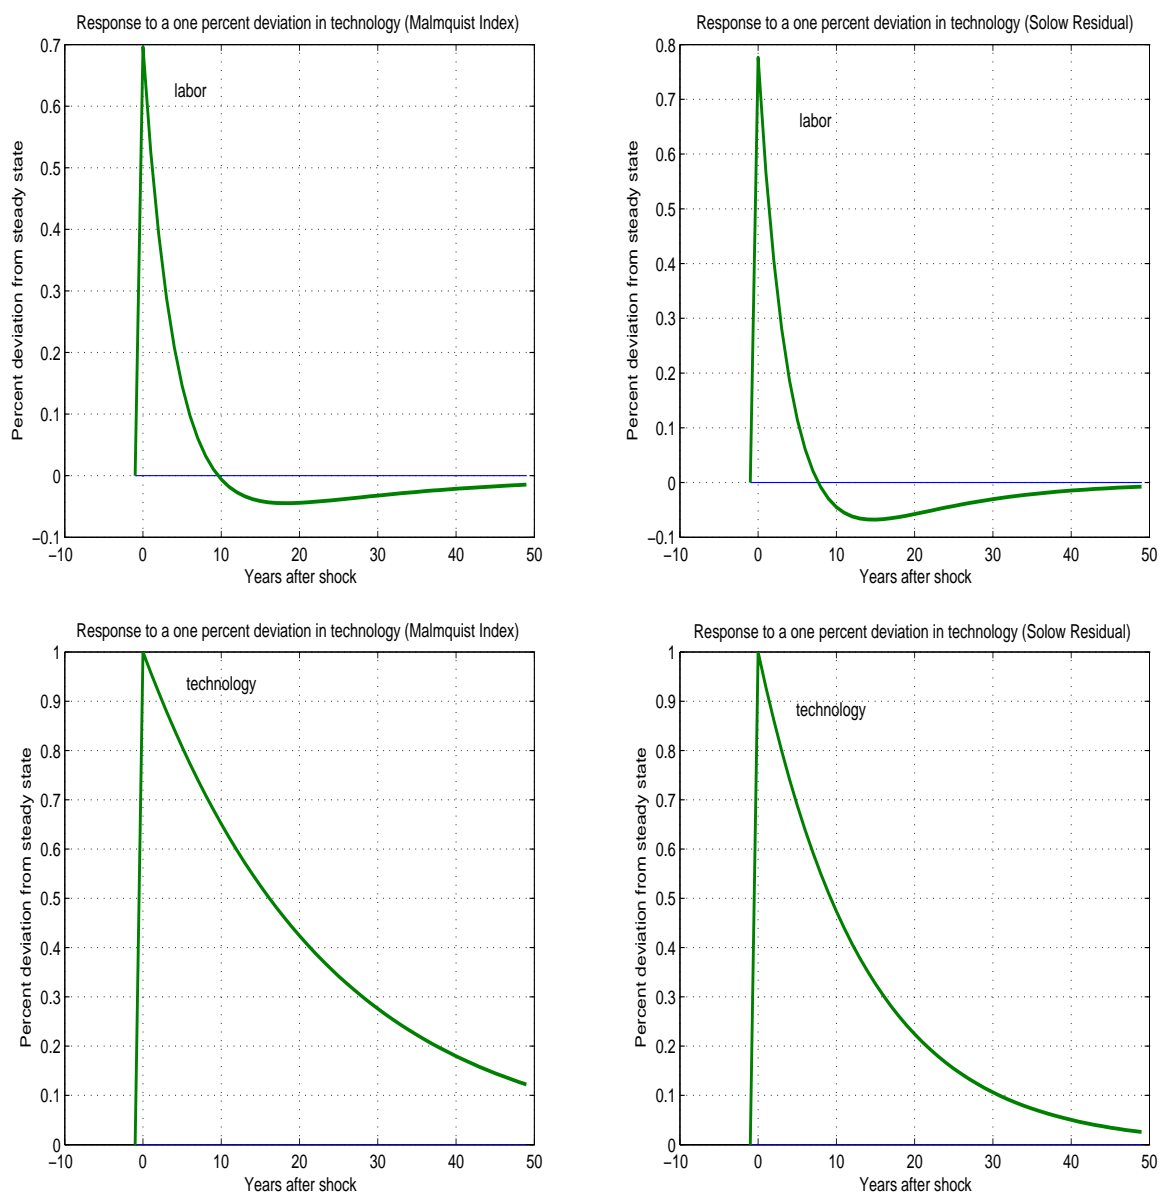 Response to a one percent deviation in technology (Malmquist Index)
0.7
0.6
0.5
0.4
0.3
0.2
0.1
0
−0.1
−10 0 10 20 30 40 50
labor
Percent deviation from steady state
Years after shock
Response to a one percent deviation in technology (Solow Residual)
0.8
0.7
0.6
0.5
0.4
0.3
0.2
0.1
0
−0.1
−10 0 10 20 30 40 50
labor
Percent deviation from steady state
Years after shock
Response to a one percent deviation in technology (Malmquist Index)
1
0.9
0.8
0.7
0.6
0.5
0.4
0.3
0.2
0.1
0
−10 0 10 20 30 40 50
technology
Percent deviation from steady state
Years after shock
Response to a one percent deviation in technology (Solow Residual)
1
0.9
0.8
0.7
0.6
0.5
0.4
0.3
0.2
0.1
0
−10 0 10 20 30 40 50
technology
Percent deviation from steady state
Years after shock